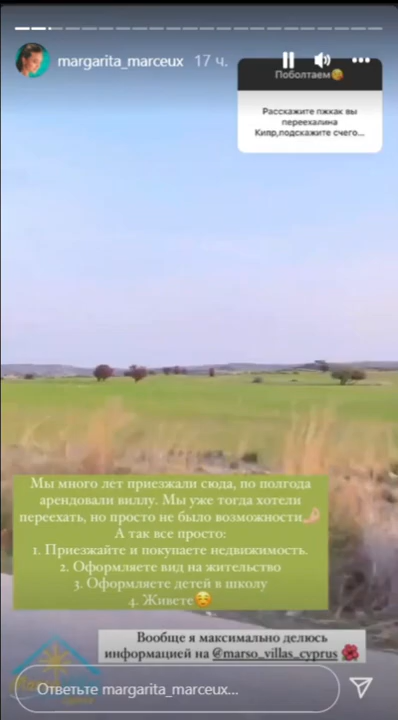 margarita_marceux 17 ч.
Поболтаем
Расскажите пжкак вы
переехалина
Кипр,подскажите счего...
Мы много лет приезжали сюда, по полгода
арендовали виллу. Мы уже тогда хотели
переехать, но просто не было возможности
А так все просто:
1. Приезжайте и покупаете недвижимость.
2. Оформляете вид на жительство
3. Оформляете детей в школу
4. Живете
Вообще я максимально делюсь
информацией на @marso_villas_cyprus
Ответьте margarita_marceux...